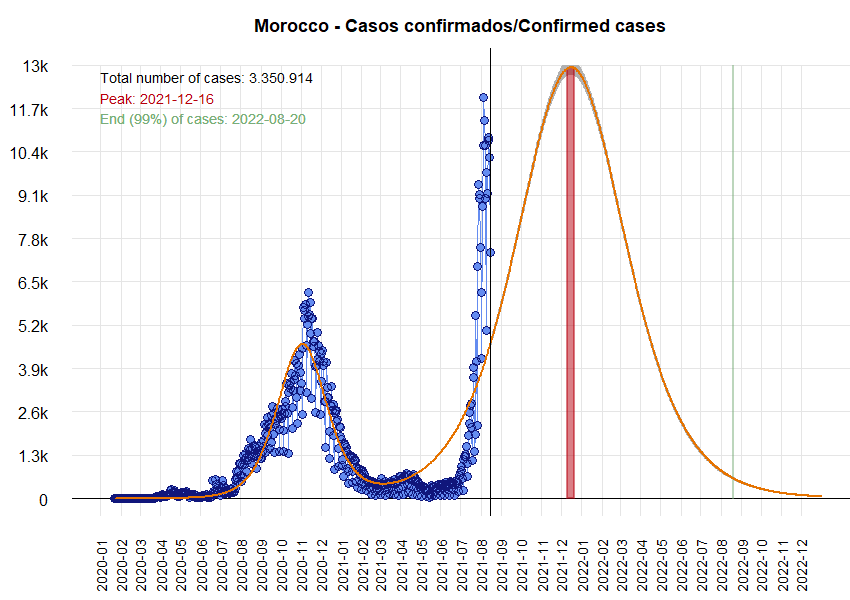 Morocco - Casos confirmados/Confirmed cases
Total number of cases: 3.350.914
Peak: 2021-12-16
End (99%) of cases: 2022-08-20
13k
11.7k
10.4k
9.1k
7.8k
6.5k
5.2k
3.9k
2.6k
1.3k
0
2020-01
2020-02
2020-03
2020-04
2020-05
2020-06
2020-07
2020-08
2020-09
2020-10
2020-11
2020-12
2021-01
2021-02
2021-03
2021-04
2021-05
2021-06
2021-07
2021-08
2021-09
2021-10
2021-11
2021-12
2022-01
2022-02
2022-03
2022-04
2022-05
2022-06
2022-07
2022-08
2022-09
2022-10
2022-11
2022-12